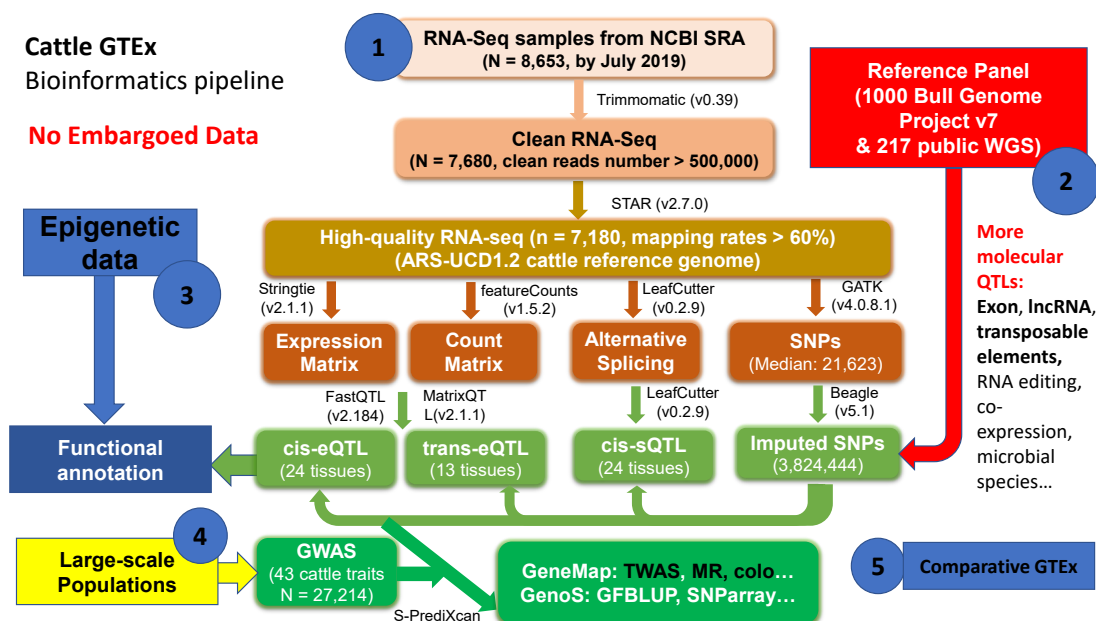 Cattle GTEx
Bioinformatics pipeline
No Embargoed Data
1
RNA-Seq samples from NCBI SRA
(N = 8,653, by July 2019)
Trimmomatic (v0.39)
Clean RNA-Seq
(N = 7,680, clean reads number > 500,000)
STAR (v2.7.0)
High-quality RNA-seq (n = 7,180, mapping rates > 60%)
(ARS-UCD1.2 cattle reference genome)
Reference Panel
(1000 Bull Genome
Project v7
& 217 public WGS)
2
More
molecular
QTLs:
Exon, lncRNA,
transposable
elements,
RNA editing,
co-
expression,
microbial
species…
Epigenetic
data
3
Stringtie
(v2.1.1)
featureCounts
(v1.5.2)
LeafCutter
(v0.2.9)
GATK
(v4.0.8.1)
Expression
Matrix
Count
Matrix
Alternative
Splicing
SNPs
(Median: 21,623)
FastQTL
(v2.184)
MatrixQT
L(v2.1.1)
LeafCutter
(v0.2.9)
Beagle
(v5.1)
Functional
annotation
cis-eQTL
(24 tissues)
trans-eQTL
(13 tissues)
cis-sQTL
(24 tissues)
Imputed SNPs
(3,824,444)
4
Large-scale
Populations
GWAS
(43 cattle traits
N = 27,214)
S-PrediXcan
GeneMap: TWAS, MR, colo…
GenoS: GFBLUP, SNParray…
5
Comparative GTEx